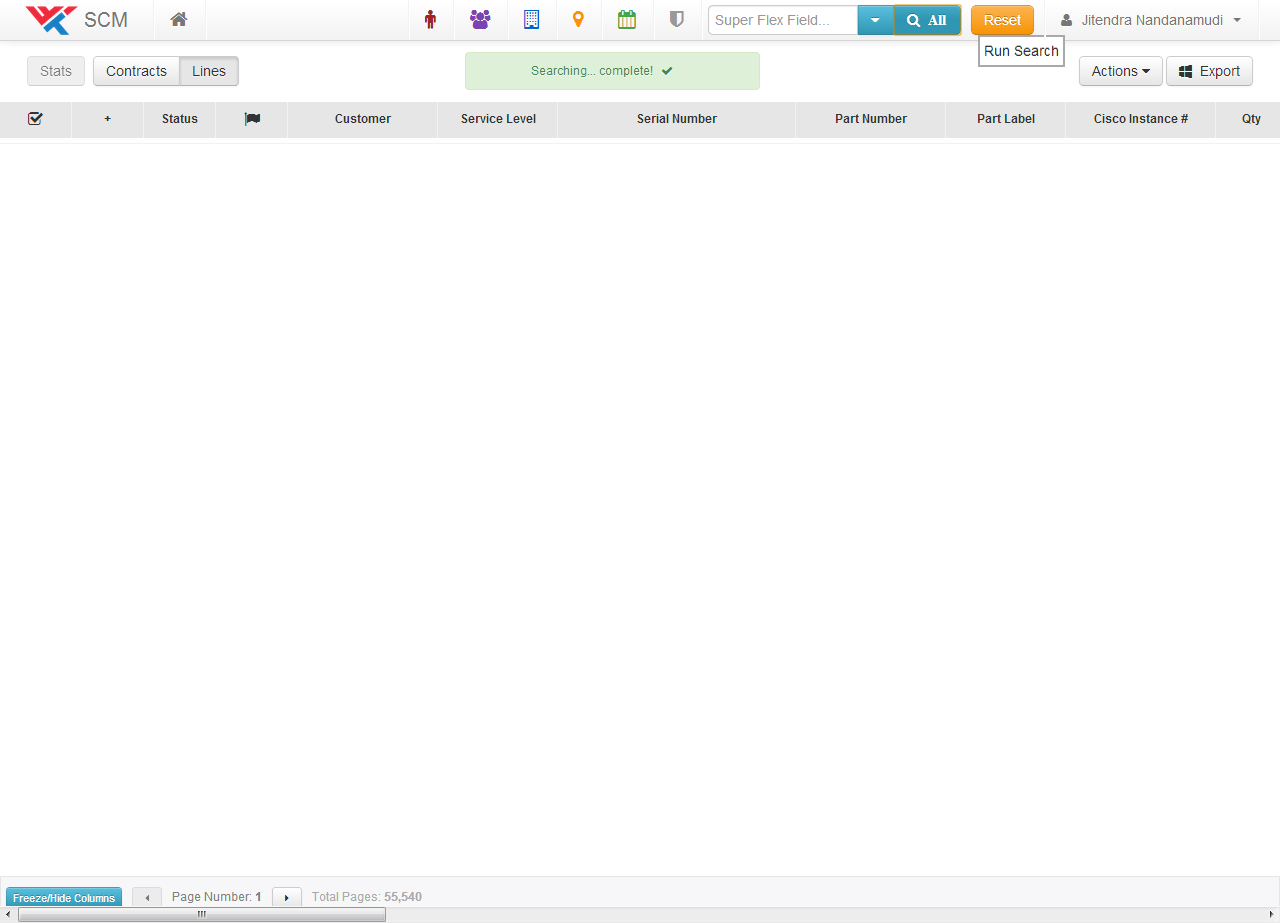 SCM
Super Flex Field...
All
Reset
Jitendra Nandanamudi
Run Search
Stats
Contracts
Lines
Searching... complete!
Actions
Export
+
Status
Customer
Service Level
Serial Number
Part Number
Part Label
Cisco Instance #
Qty
Freeze/Hide Columns
Page Number: 1
Total Pages: 55,540